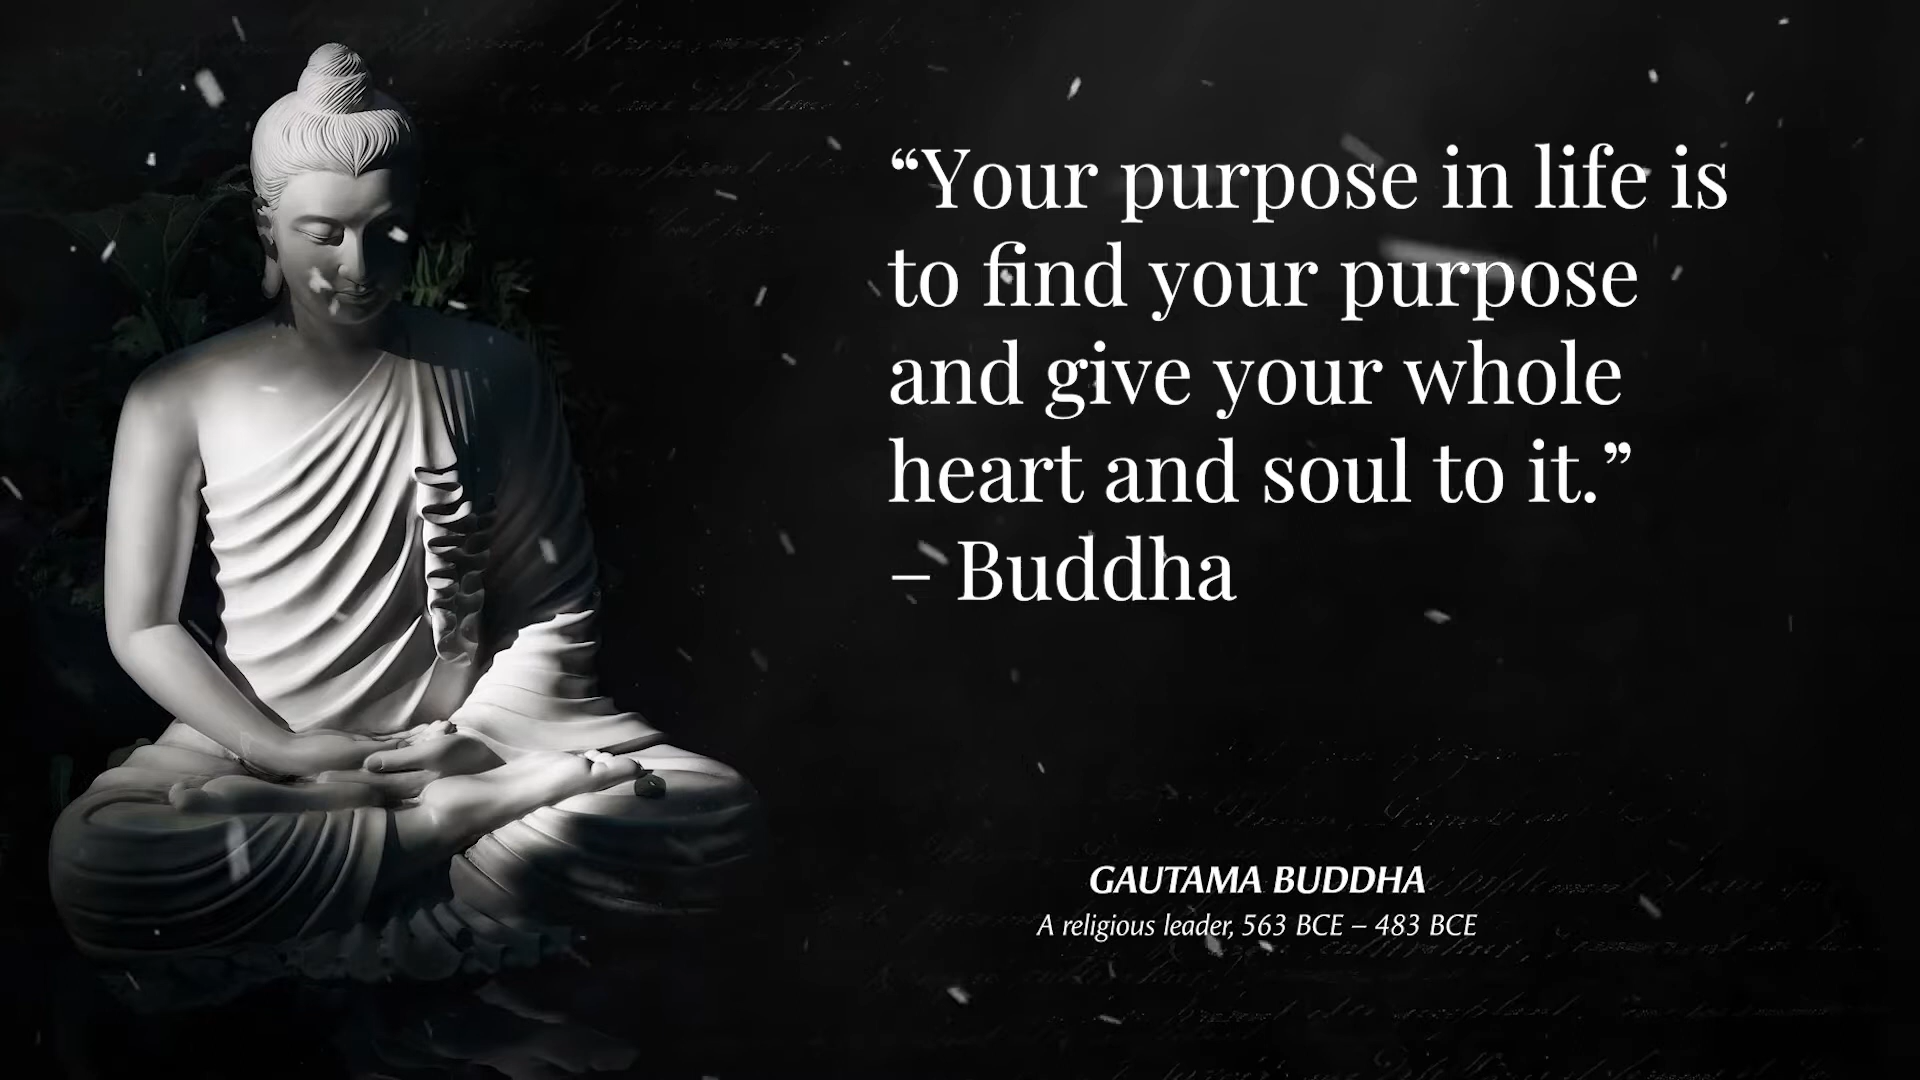 “Your purpose in life is
to find your purpose
and give your whole
heart and soul to it.”
– Buddha
GAUTAMA BUDDHA
A religious leader, 563 BCE – 483 BCE